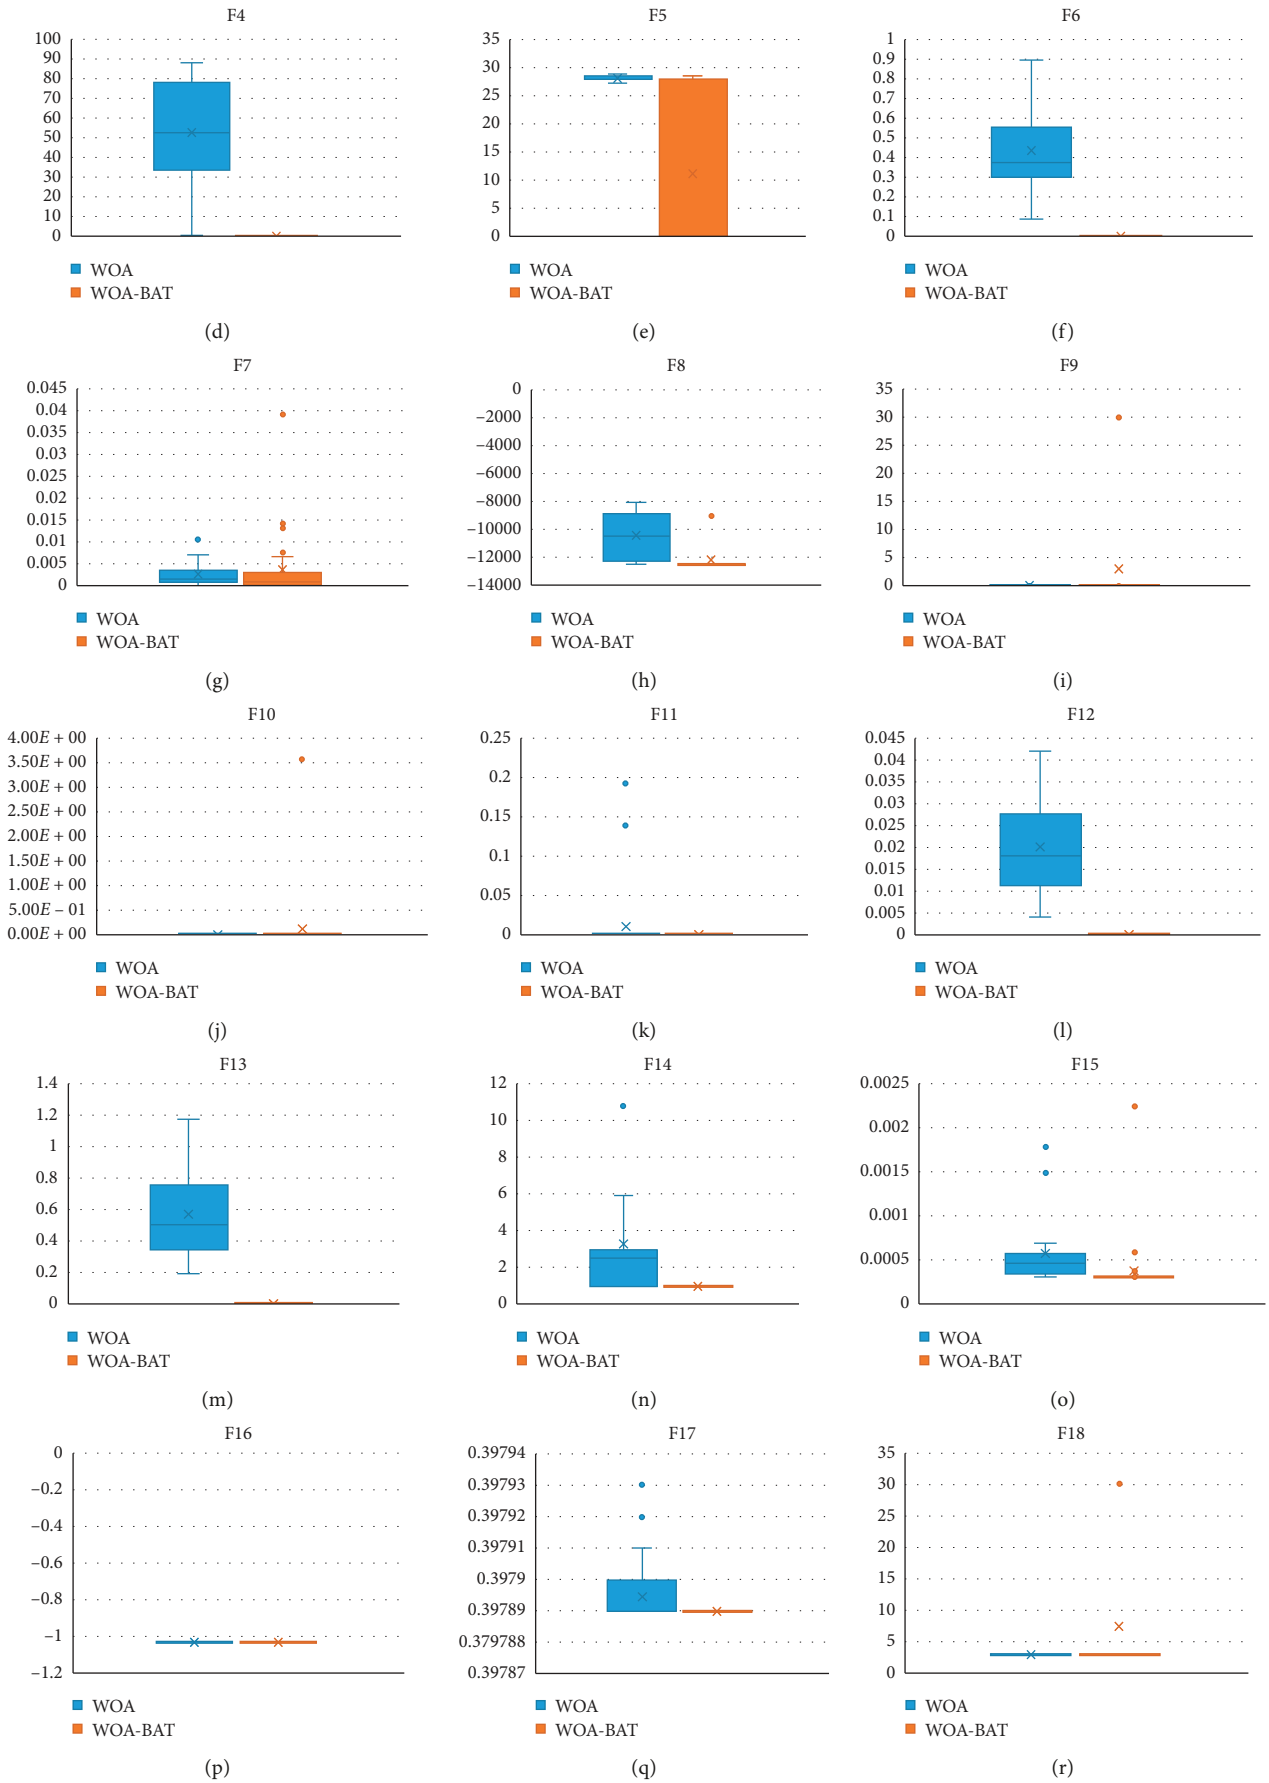 F4
100
90
80
70
60
50
40
30
20
10
0
WOA
WOA-BAT
(d)
F5
35
30
25
20
15
10
5
0
WOA
WOA-BAT
(e)
F6
1
0.9
0.8
0.7
0.6
0.5
0.4
0.3
0.2
0.1
0
WOA
WOA-BAT
(f)
F7
0.045
0.04
0.035
0.03
0.025
0.02
0.015
0.01
0.005
0
WOA
WOA-BAT
(g)
F8
0
–2000
–4000
–6000
–8000
–10000
–12000
–14000
WOA
WOA-BAT
(h)
F9
35
30
25
20
15
10
5
0
WOA
WOA-BAT
(i)
F10
4.00E + 00
3.50E + 00
3.00E + 00
2.50E + 00
2.00E + 00
1.50E + 00
1.00E + 00
5.00E – 01
0.00E + 00
WOA
WOA-BAT
(j)
F11
0.25
0.2
0.15
0.1
0.05
0
WOA
WOA-BAT
(k)
F12
0.045
0.04
0.035
0.03
0.025
0.02
0.015
0.01
0.005
0
WOA
WOA-BAT
(l)
F13
1.4
1.2
1
0.8
0.6
0.4
0.2
0
WOA
WOA-BAT
(m)
F14
12
10
8
6
4
2
0
WOA
WOA-BAT
(n)
F15
0.0025
0.002
0.0015
0.001
0.0005
0
WOA
WOA-BAT
(o)
F16
0
–0.2
–0.4
–0.6
–0.8
–1
–1.2
WOA
WOA-BAT
(p)
F17
0.39794
0.39793
0.39792
0.39791
0.3979
0.39789
0.379788
0.39787
WOA
WOA-BAT
(q)
F18
35
30
25
20
15
10
5
0
WOA
WOA-BAT
(r)